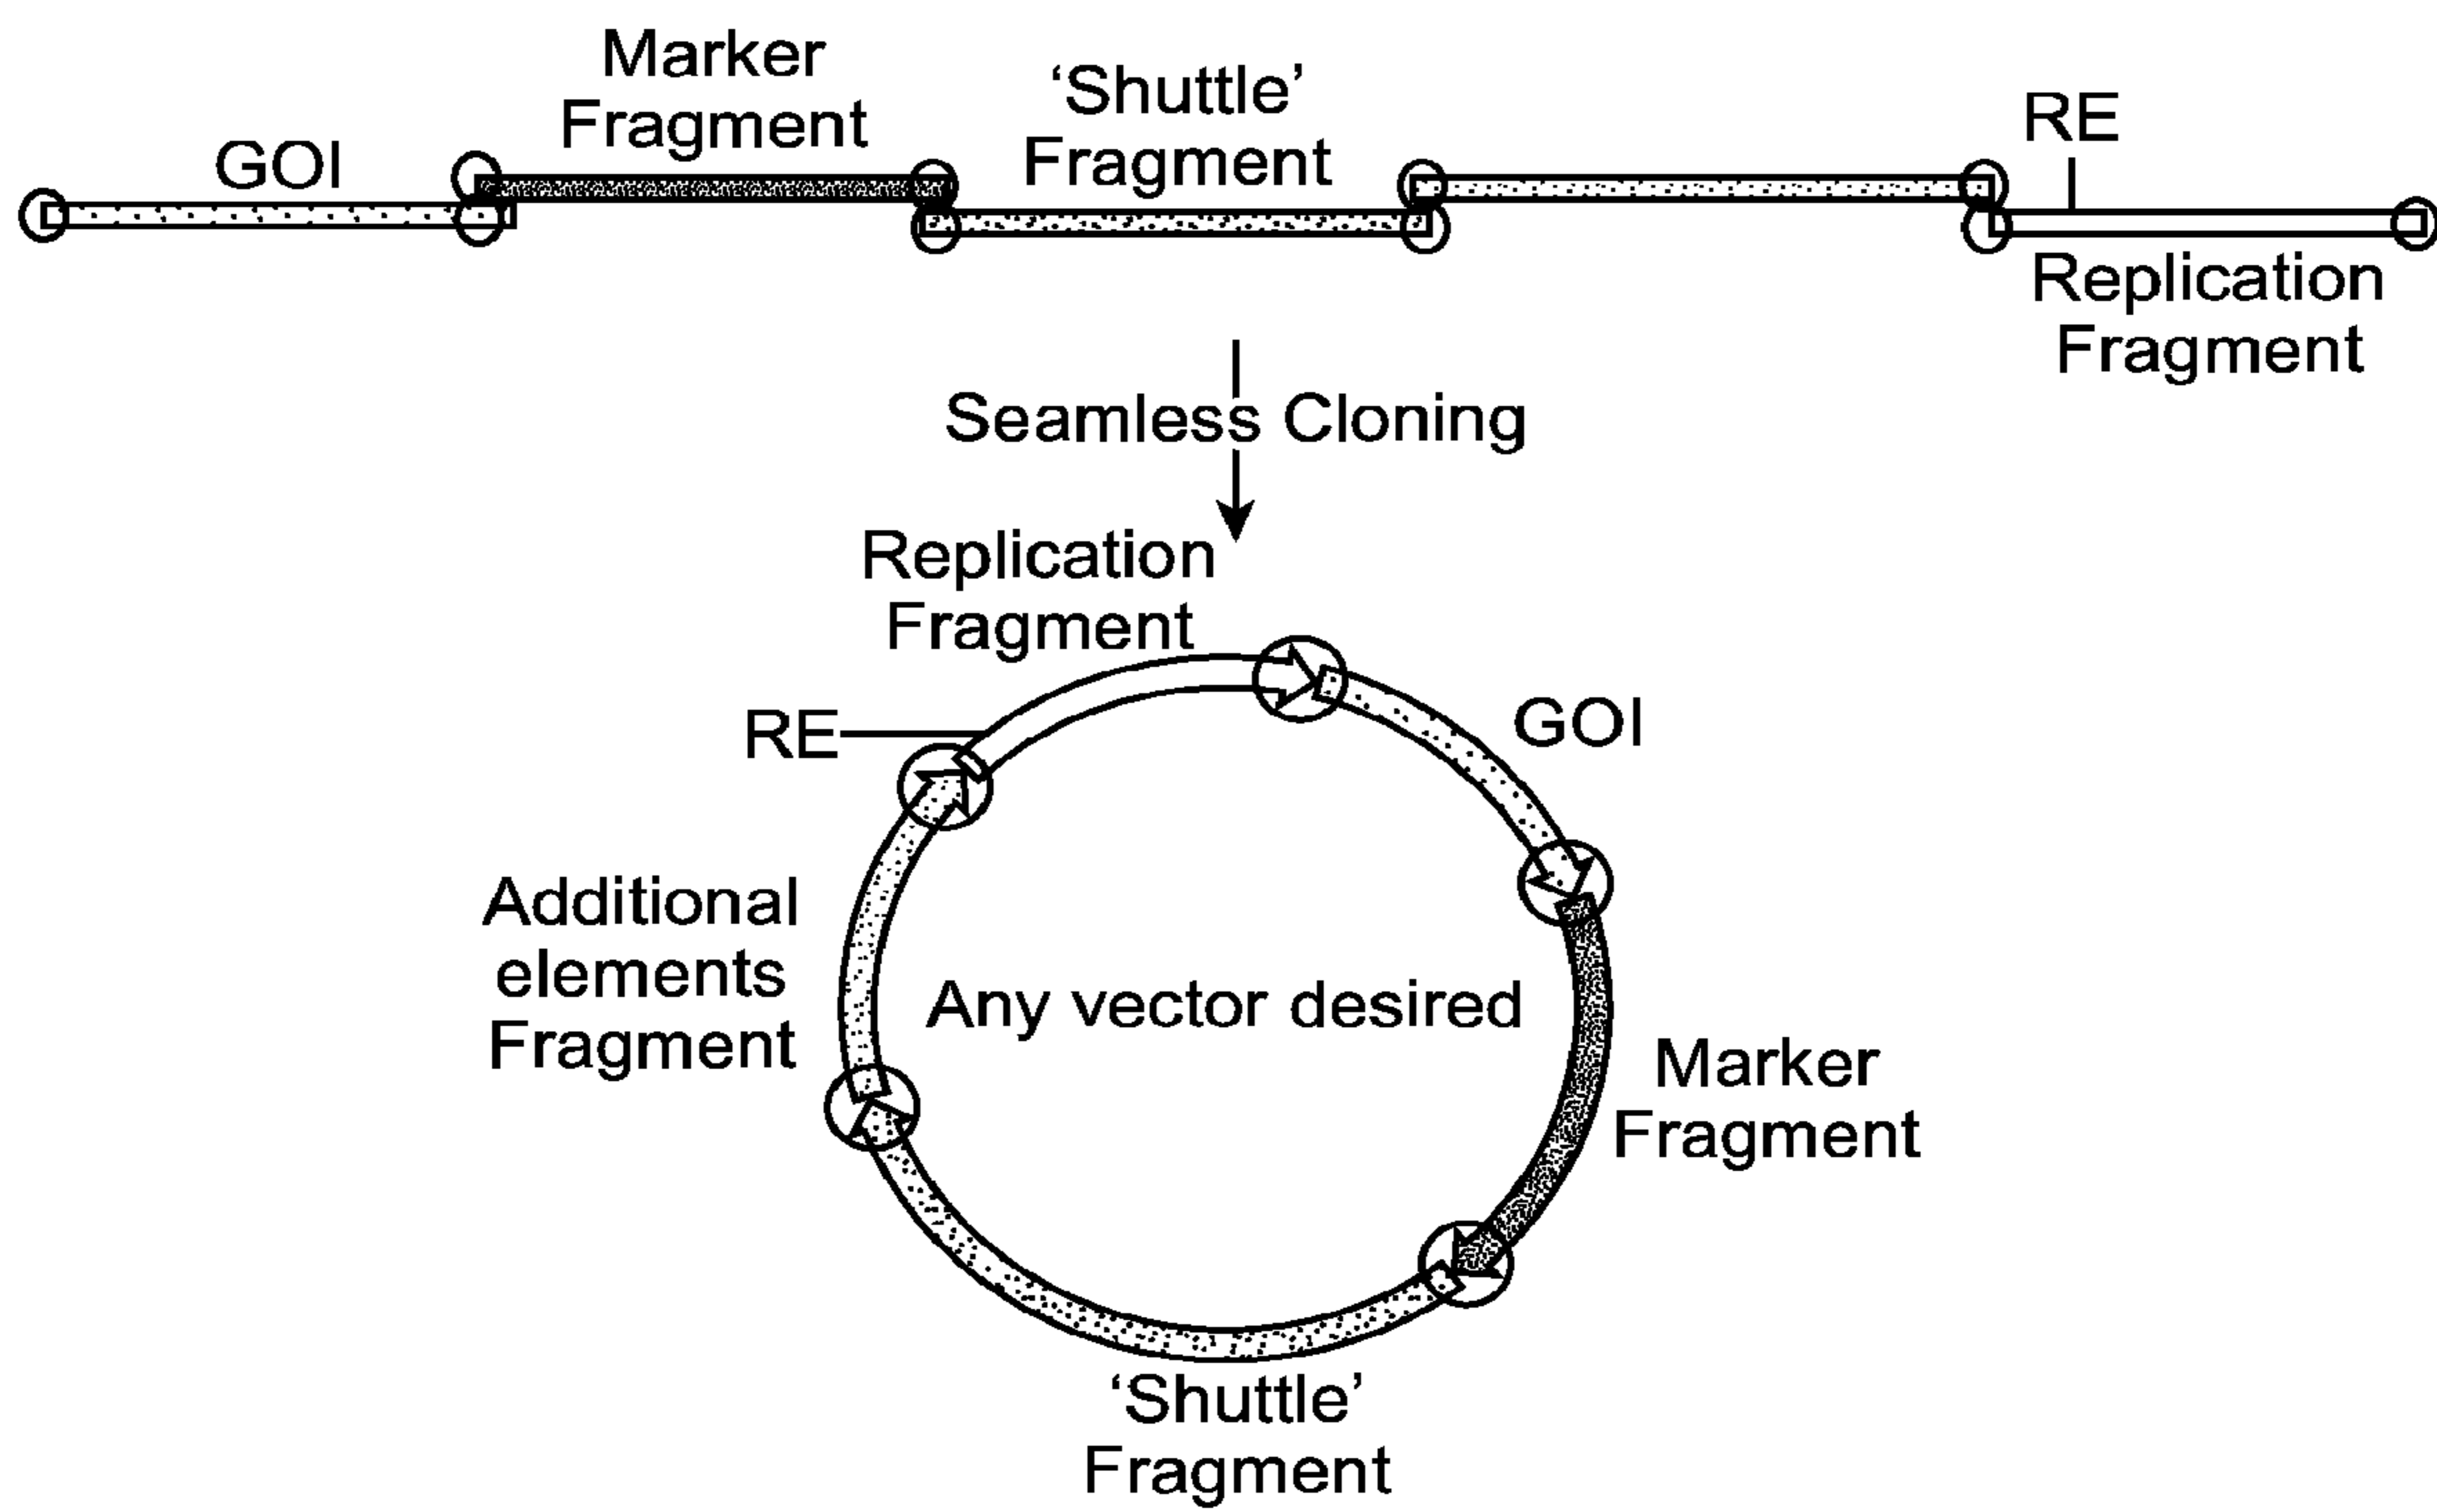 Marker
Fragment
‘Shuttle’
Fragment
GOI
RE
Replication
Fragment
Seamless Cloning
Replication
Fragment
RE
GOI
Additional
elements
Fragment
Any vector desired
Marker
Fragment
‘Shuttle’
Fragment